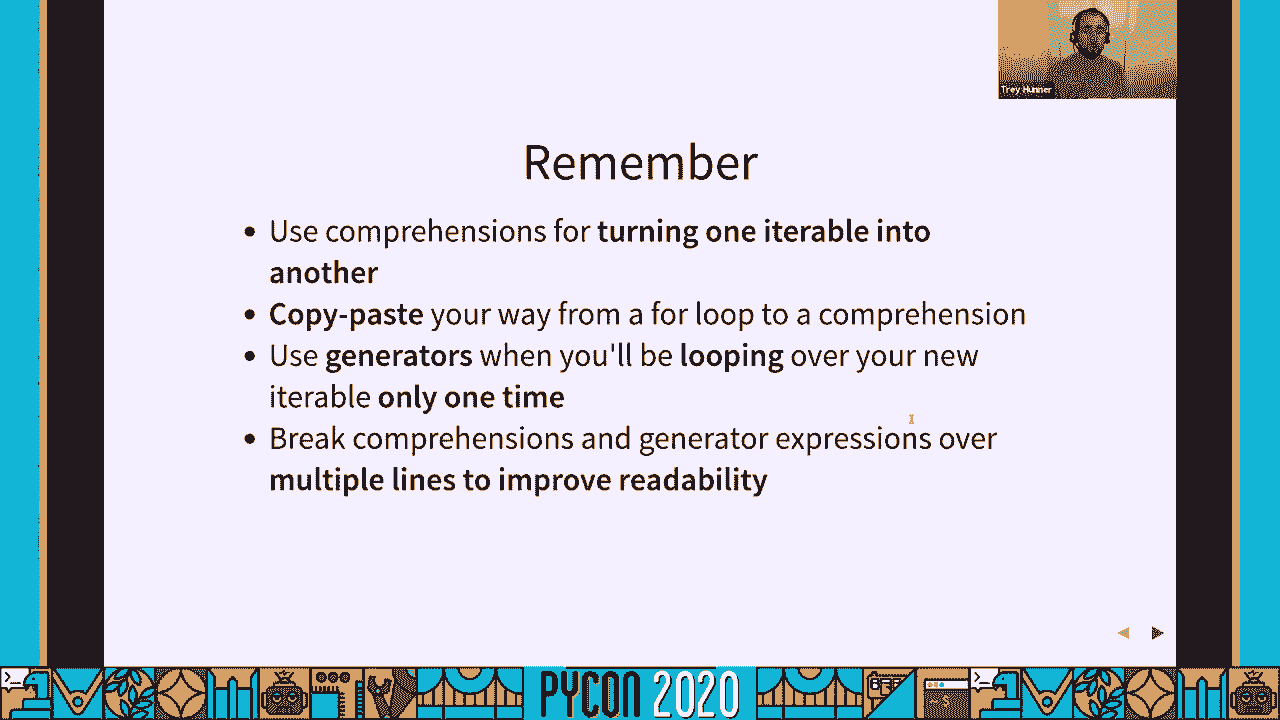 Trey Hunner
Remember
• Use comprehensions for turning one iterable into
another
• Copy-paste your way from a for loop to a comprehension
• Use generators when you'll be looping over your new
iterable only one time
• Break comprehensions and generator expressions over
multiple lines to improve readability
PYCON 2020